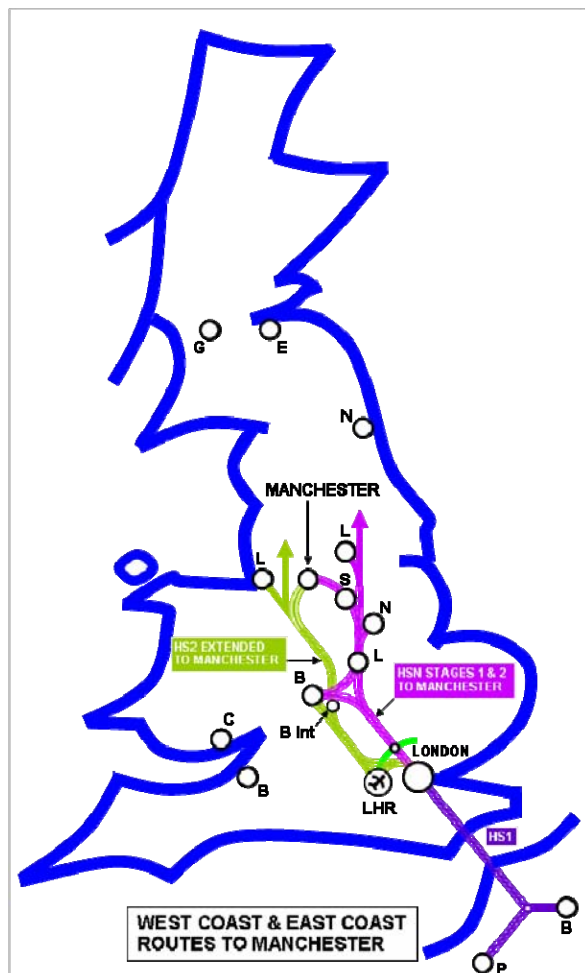 G
E
N
MANCHESTER
L
L
S
N
HS2 EXTENDED
TO MANCHESTER
L
B
HSN STAGES 1 & 2
TO MANCHESTER
B Int
C
LONDON
B
LHR
HS1
B
P
WEST COAST & EAST COAST
ROUTES TO MANCHESTER